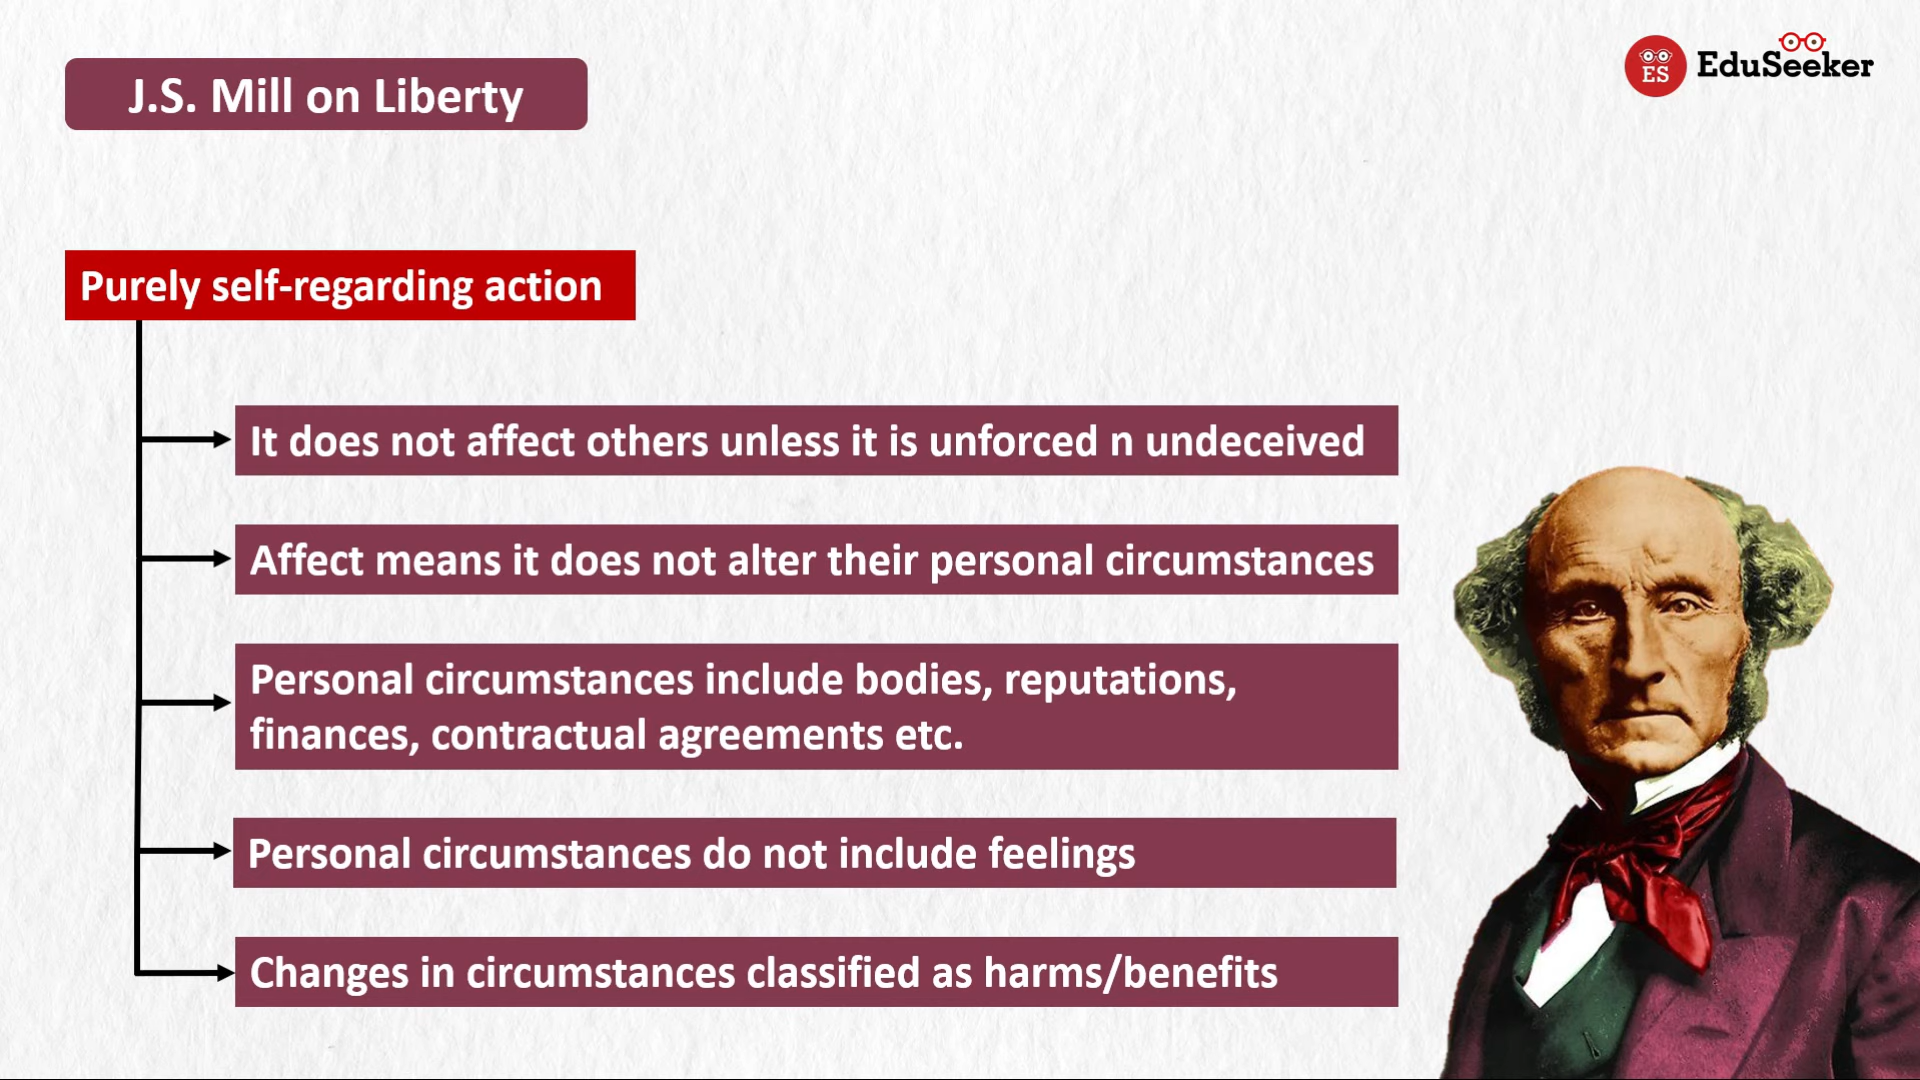 J.S. Mill on Liberty
ES
EduSeeker
Purely self-regarding action
It does not affect others unless it is unforced n undeceived
Affect means it does not alter their personal circumstances
Personal circumstances include bodies, reputations,
finances, contractual agreements etc.
Personal circumstances do not include feelings
Changes in circumstances classified as harms/benefits